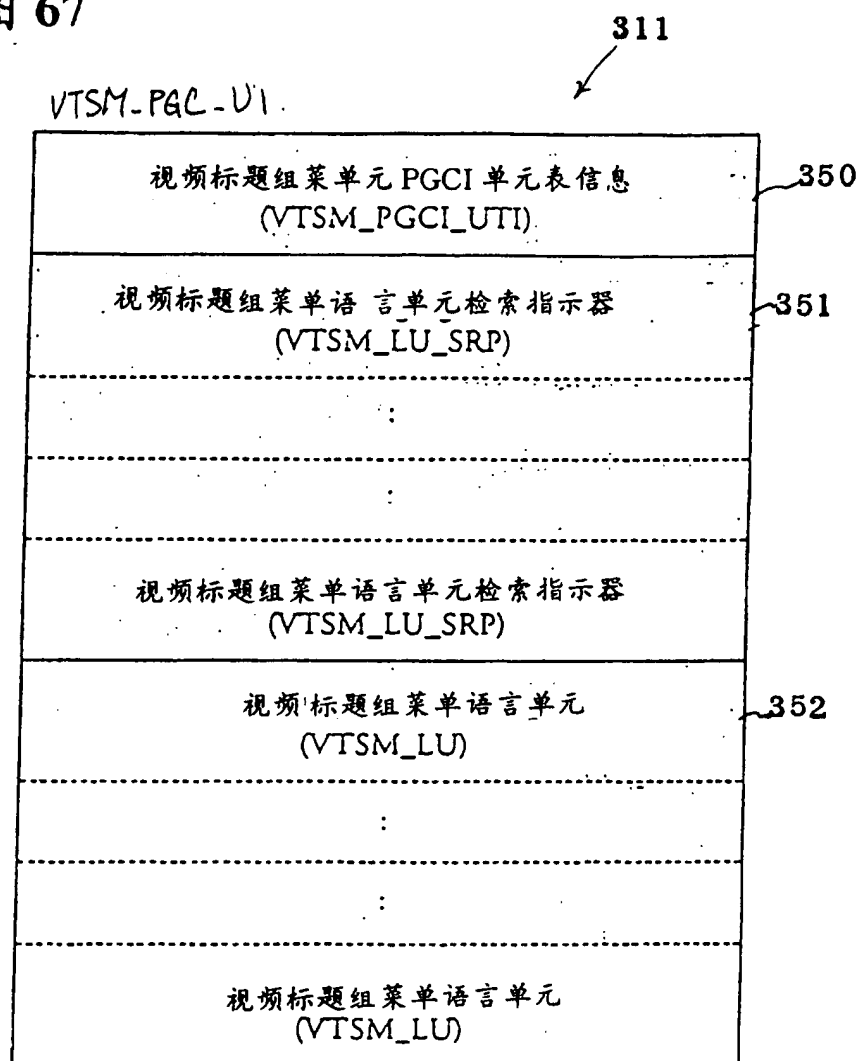 图 67
311
VTSM-PGC-UI.
视频标题组菜单元 PGCI 单元表信息
(VTSM_PGCI_UTI)
350
视频标题组菜单语 言单元检索指示器
(VTSM_LU_SRP)
351
:
:
视频标题组菜单语言单元检索指示器
(VTSM_LU_SRP)
视频标题组菜单语言单元
(VTSM_LU)
352
:
:
视频标题组菜单语言单元
(VTSM_LU)